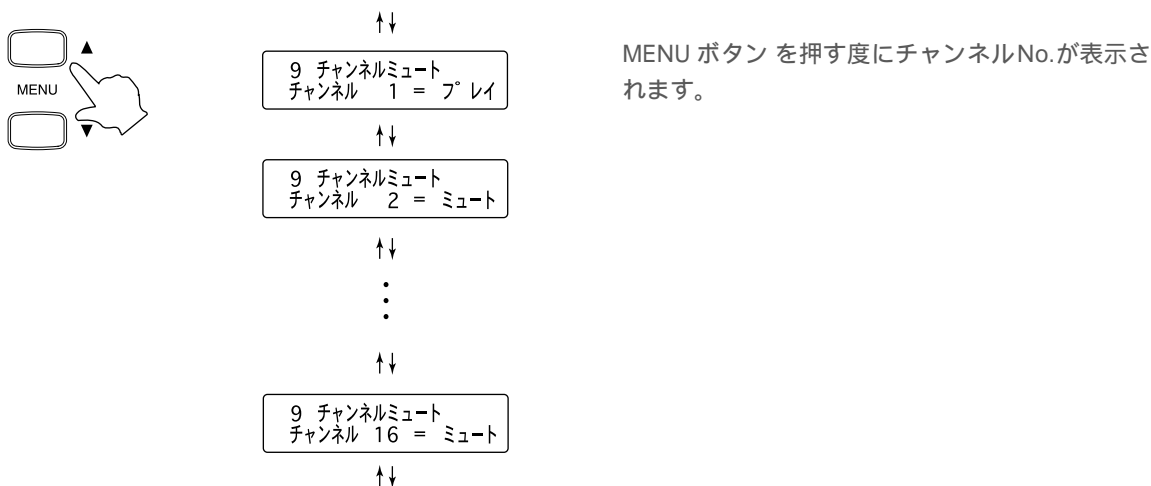 ▲
MENU
▼
↑↓
9 チャンネルミュート
チャンネル 1 = プレイ
↑↓
9 チャンネルミュート
チャンネル 2 = ミュート
↑↓
↑↓
9 チャンネルミュート
チャンネル 16 = ミュート
↑↓
MENU ボタン を押す度にチャンネルNo.が表示さ
れます。